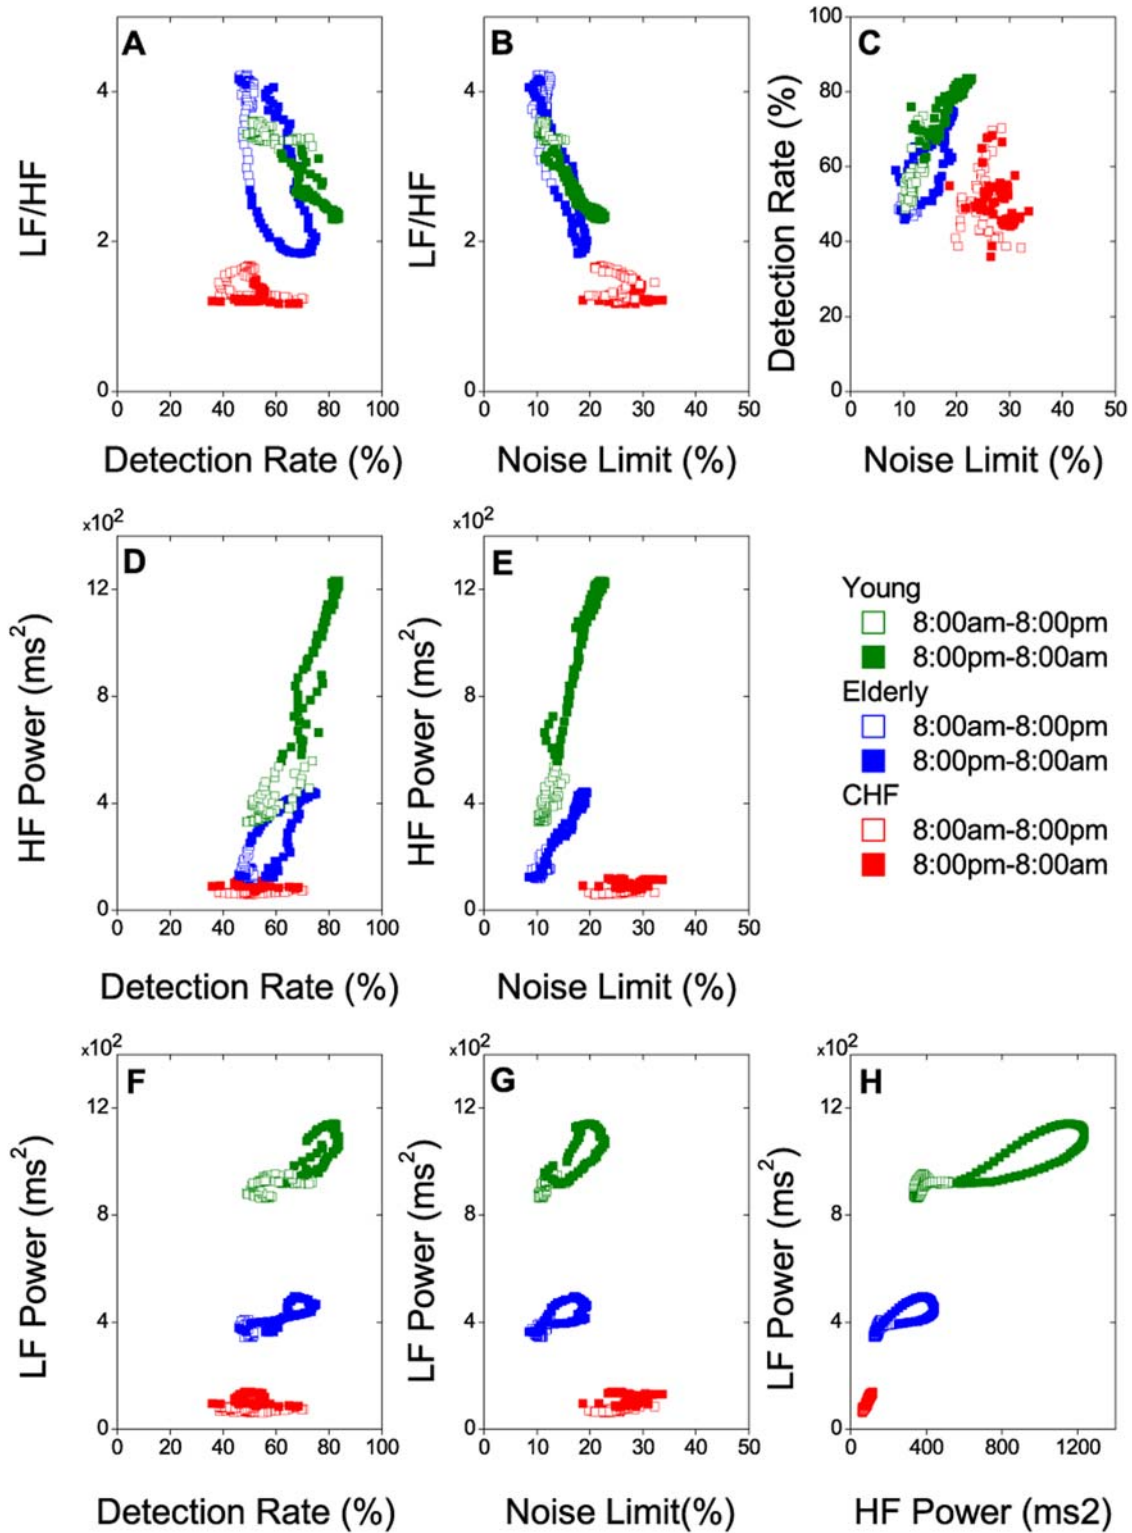 A
B
C
LF/HF
4
2
0
0 20 40 60 80 100
Detection Rate (%)
LF/HF
4
2
0
0 10 20 30 40 50
Noise Limit (%)
Detection Rate (%)
100
80
60
40
20
0
0 10 20 30 40 50
Noise Limit (%)
x10²
D
HF Power (ms²)
12
8
4
0
0 20 40 60 80 100
Detection Rate (%)
x10²
E
HF Power (ms²)
12
8
4
0
0 10 20 30 40 50
Noise Limit (%)
Young
8:00am-8:00pm
8:00pm-8:00am
Elderly
8:00am-8:00pm
8:00pm-8:00am
CHF
8:00am-8:00pm
8:00pm-8:00am
x10²
F
LF Power (ms²)
12
8
4
0
0 20 40 60 80 100
Detection Rate (%)
x10²
G
LF Power (ms²)
12
8
4
0
0 10 20 30 40 50
Noise Limit(%)
x10²
H
LF Power (ms²)
12
8
4
0
0 400 800 1200
HF Power (ms2)